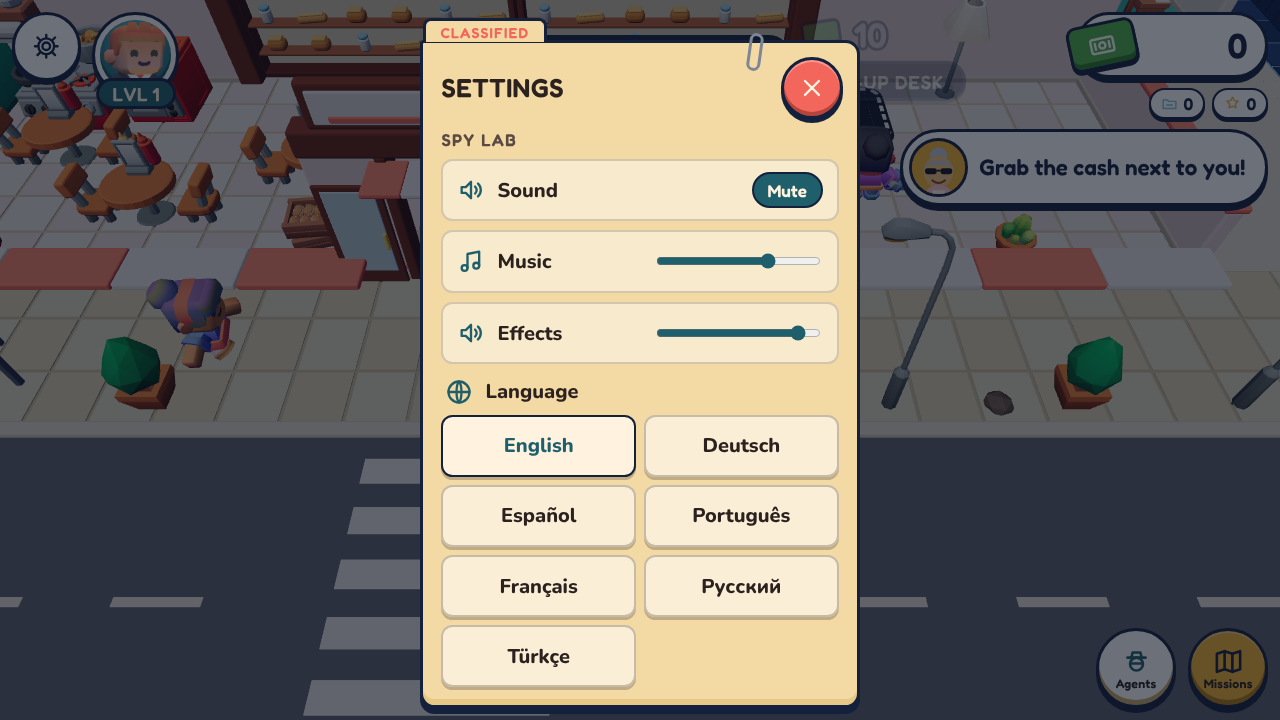 CLASSIFIED
SETTINGS
SPY LAB
Sound
Mute
Music
Effects
Language
English
Deutsch
Español
Português
Français
Русский
Türkçe
LVL 1
10
UP DESK
0
0
0
Grab the cash next to you!
Agents
Missions